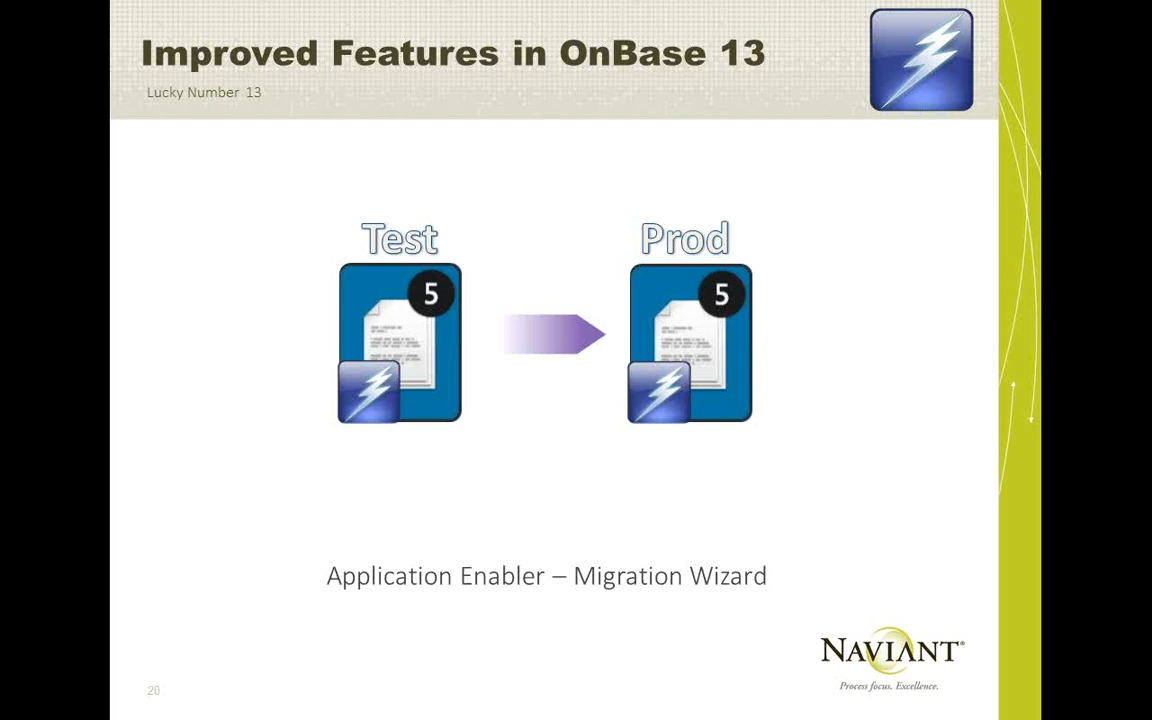 Improved Features in OnBase 13
Lucky Number 13
Test
Prod
5
5
Application Enabler – Migration Wizard
NAVIANT®
Process focus. Excellence.
20